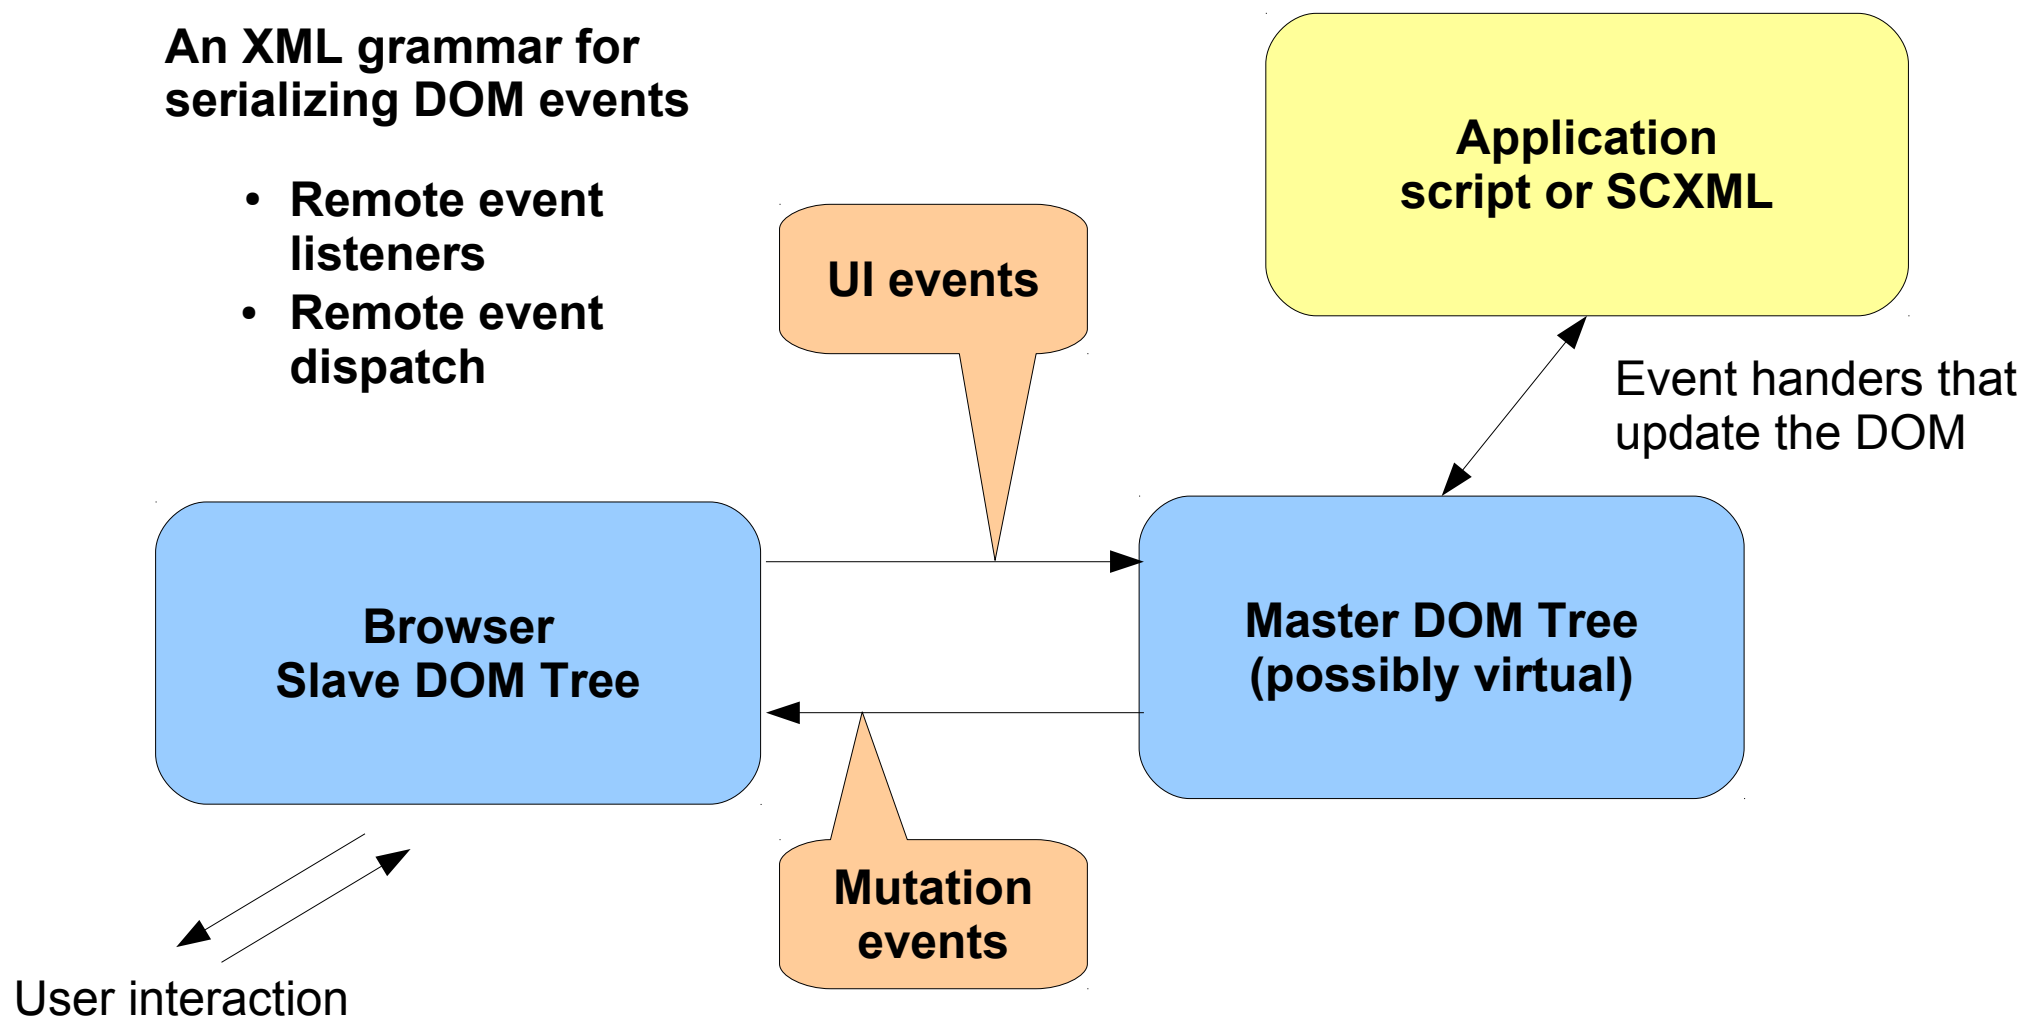 An XML grammar for
serializing DOM events
• Remote event
listeners
• Remote event
dispatch
Application
script or SCXML
UI events
Event handers that
update the DOM
Browser
Slave DOM Tree
Master DOM Tree
(possibly virtual)
Mutation
events
User interaction